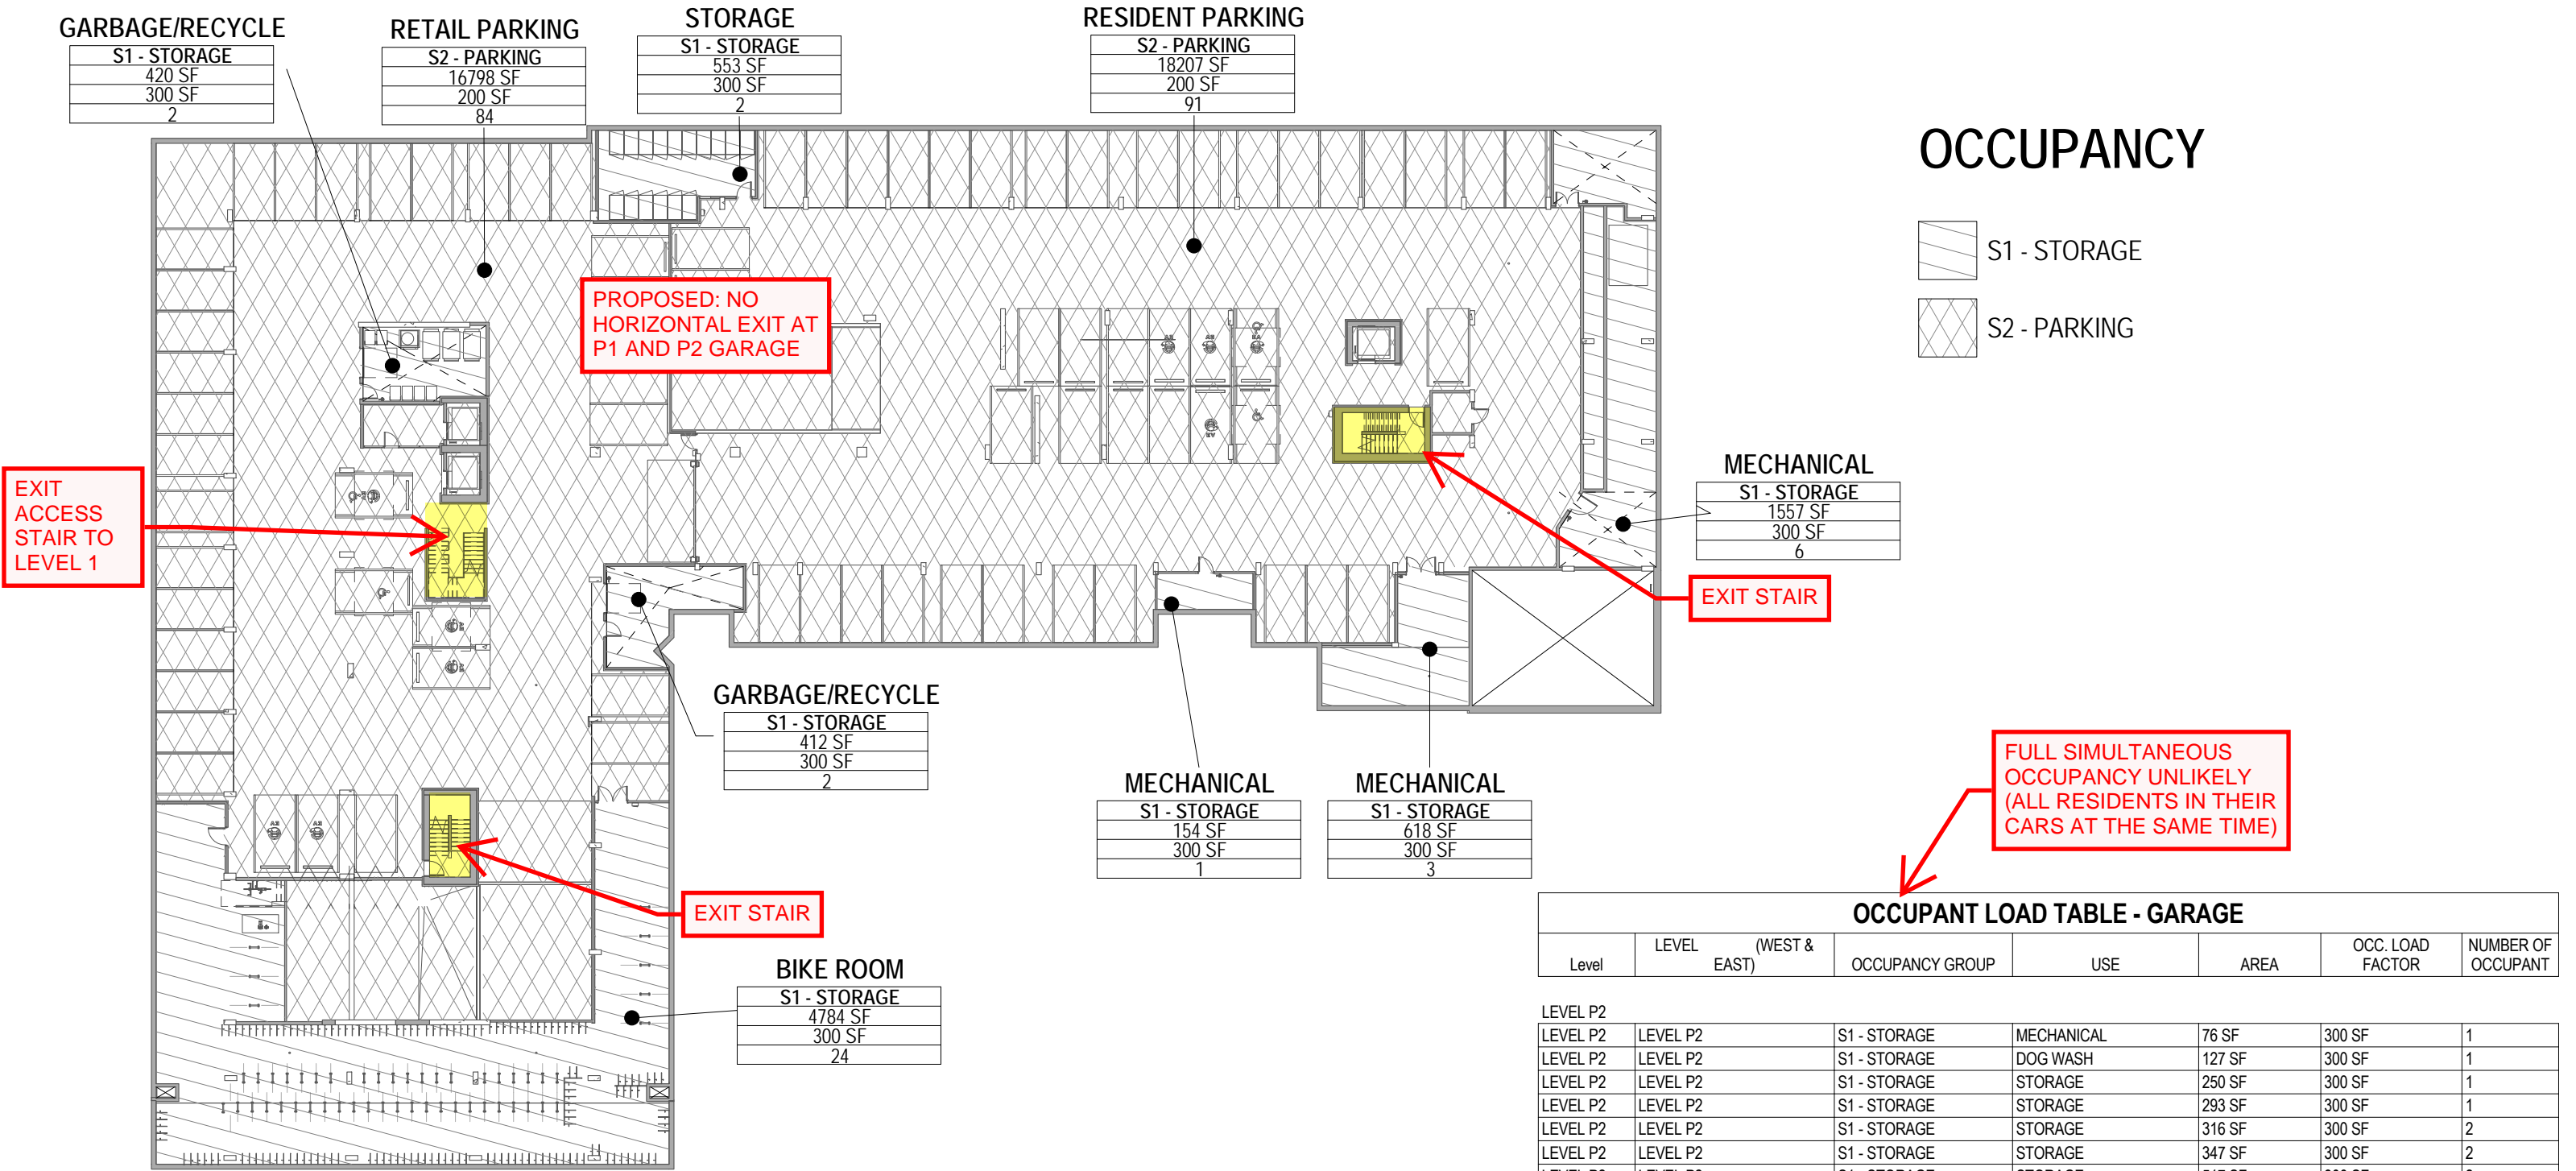 GARBAGE/RECYCLE
S1 - STORAGE
420 SF
300 SF
2
RETAIL PARKING
S2 - PARKING
16798 SF
200 SF
84
STORAGE
S1 - STORAGE
553 SF
300 SF
2
RESIDENT PARKING
S2 - PARKING
18207 SF
200 SF
91
OCCUPANCY
S1 - STORAGE
S2 - PARKING
PROPOSED: NO
HORIZONTAL EXIT AT
P1 AND P2 GARAGE
EXIT
ACCESS
STAIR TO
LEVEL 1
MECHANICAL
S1 - STORAGE
1557 SF
300 SF
6
EXIT STAIR
GARBAGE/RECYCLE
S1 - STORAGE
412 SF
300 SF
2
MECHANICAL
S1 - STORAGE
154 SF
300 SF
1
MECHANICAL
S1 - STORAGE
618 SF
300 SF
3
FULL SIMULTANEOUS
OCCUPANCY UNLIKELY
(ALL RESIDENTS IN THEIR
CARS AT THE SAME TIME)
EXIT STAIR
BIKE ROOM
S1 - STORAGE
4784 SF
300 SF
24
OCCUPANT LOAD TABLE - GARAGE
Level LEVEL (WEST & EAST) OCCUPANCY GROUP USE AREA OCC. LOAD FACTOR NUMBER OF OCCUPANT
LEVEL P2
LEVEL P2 LEVEL P2 S1 - STORAGE MECHANICAL 76 SF 300 SF 1
LEVEL P2 LEVEL P2 S1 - STORAGE DOG WASH 127 SF 300 SF 1
LEVEL P2 LEVEL P2 S1 - STORAGE STORAGE 250 SF 300 SF 1
LEVEL P2 LEVEL P2 S1 - STORAGE STORAGE 293 SF 300 SF 1
LEVEL P2 LEVEL P2 S1 - STORAGE STORAGE 316 SF 300 SF 2
LEVEL P2 LEVEL P2 S1 - STORAGE STORAGE 347 SF 300 SF 2